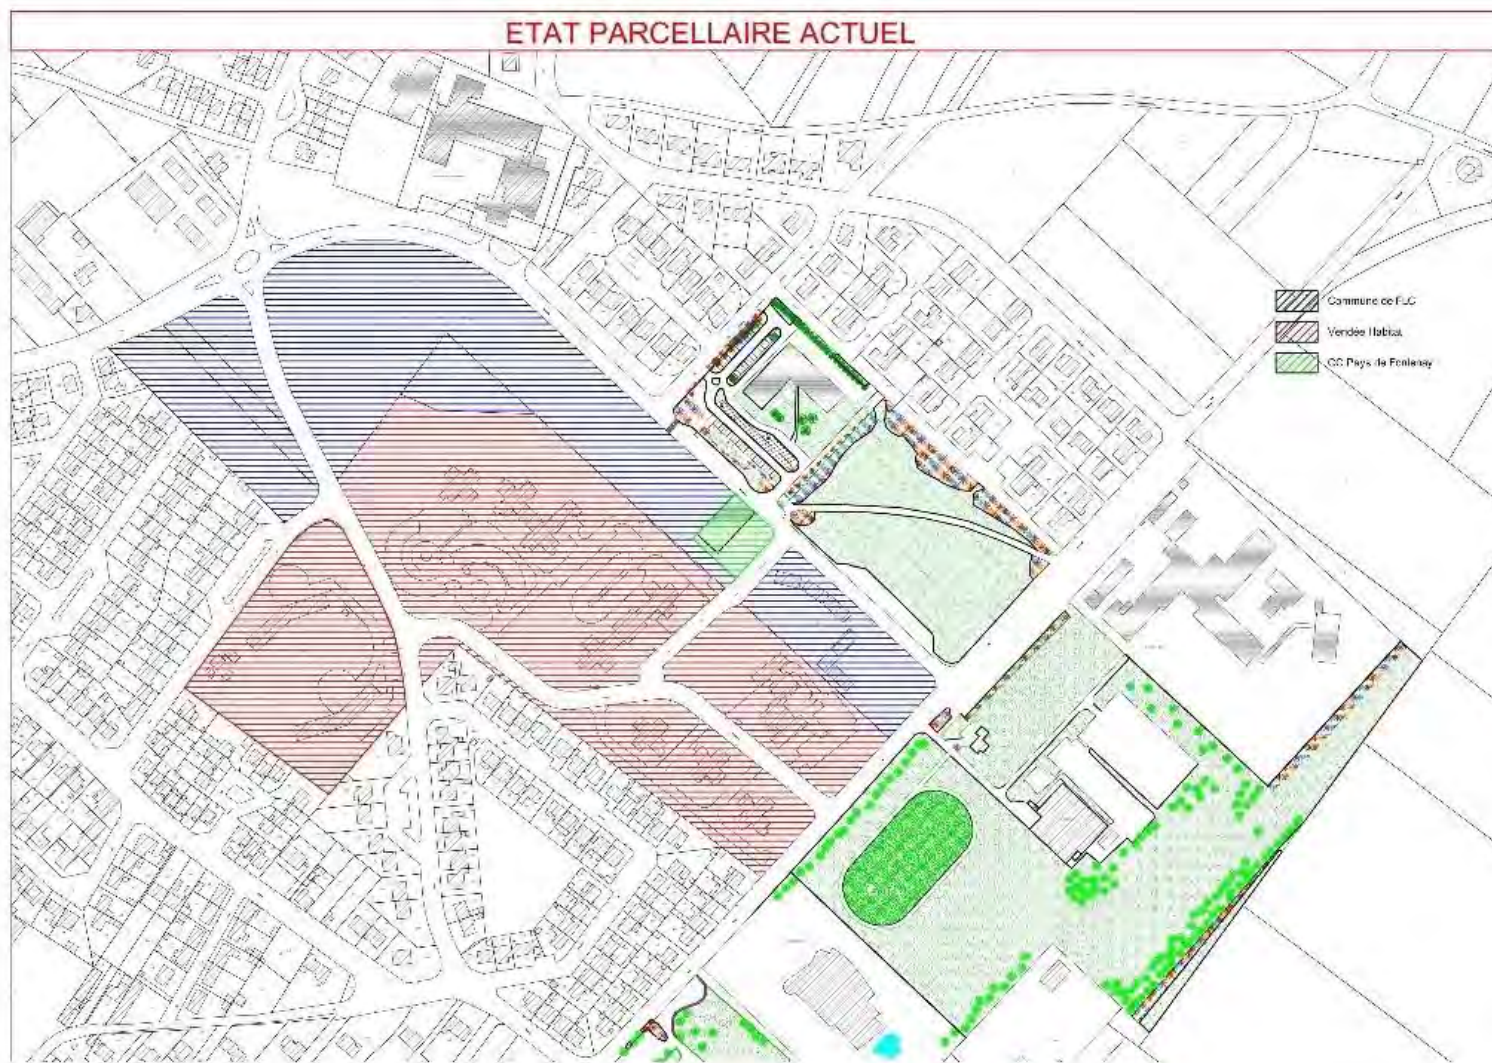 ETAT PARCELLAIRE ACTUEL
Commune de FLC
Vendée Habitat
CC Pays de Fontenay